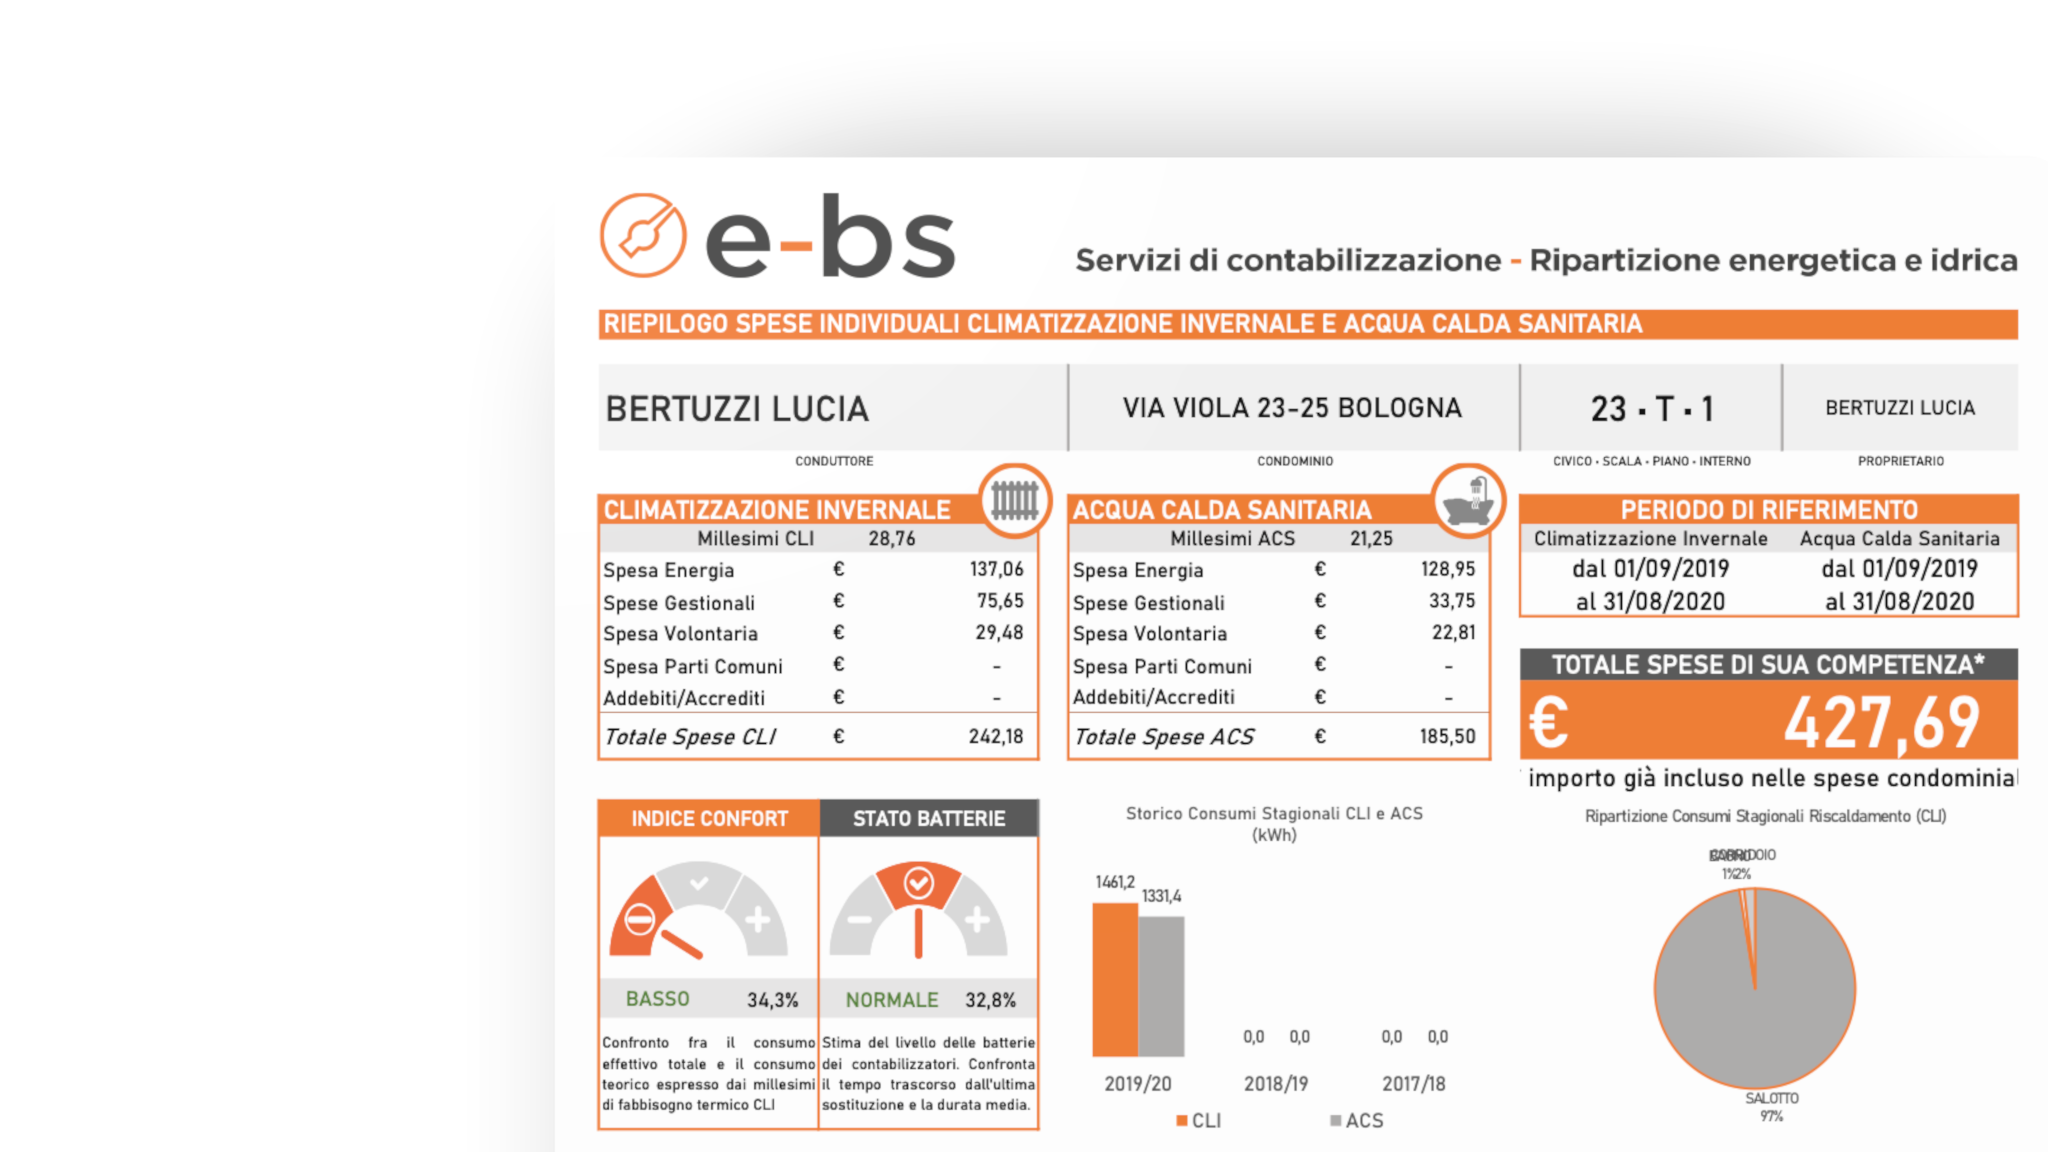 e-bs
Servizi di contabilizzazione - Ripartizione energetica e idrica
RIEPILOGO SPESE INDIVIDUALI CLIMATIZZAZIONE INVERNALE E ACQUA CALDA SANITARIA
BERTUZZI LUCIA
VIA VIOLA 23-25 BOLOGNA
23 · T · 1
BERTUZZI LUCIA
CONDUTTORE
CONDOMINIO
CIVICO · SCALA · PIANO · INTERNO
PROPRIETARIO
CLIMATIZZAZIONE INVERNALE
Millesimi CLI 28,76
Spesa Energia € 137,06
Spese Gestionali € 75,65
Spesa Volontaria € 29,48
Spesa Parti Comuni € -
Addebiti/Accrediti € -
Totale Spese CLI € 242,18
ACQUA CALDA SANITARIA
Millesimi ACS 21,25
Spesa Energia € 128,95
Spese Gestionali € 33,75
Spesa Volontaria € 22,81
Spesa Parti Comuni € -
Addebiti/Accrediti € -
Totale Spese ACS € 185,50
PERIODO DI RIFERIMENTO
Climatizzazione Invernale Acqua Calda Sanitaria
dal 01/09/2019 dal 01/09/2019
al 31/08/2020 al 31/08/2020
TOTALE SPESE DI SUA COMPETENZA*
€ 427,69
importo già incluso nelle spese condominial
INDICE CONFORT
BASSO 34,3%
Confronto fra il consumo
effettivo totale e il consumo
teorico espresso dai millesimi
di fabbisogno termico CLI
STATO BATTERIE
NORMALE 32,8%
Stima del livello delle batterie
dei contabilizzatori. Confronta
il tempo trascorso dall'ultima
sostituzione e la durata media.
Storico Consumi Stagionali CLI e ACS
(kWh)
1461,2
1331,4
0,0 0,0 0,0 0,0
2019/20 2018/19 2017/18
CLI ACS
Ripartizione Consumi Stagionali Riscaldamento (CLI)
CORRIDOIO
1% 2%
SALOTTO
97%